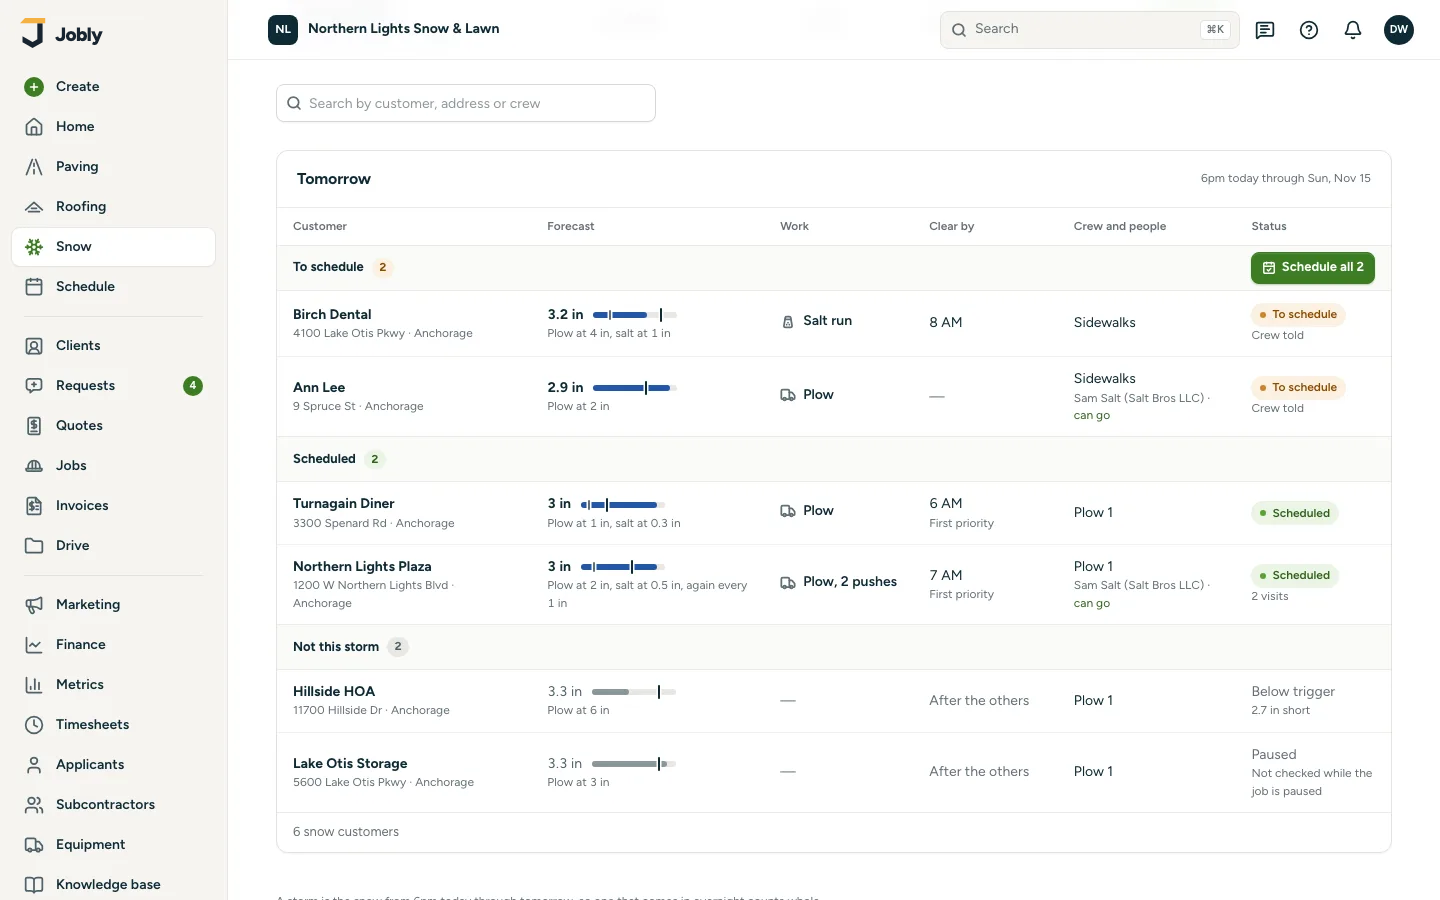 Jobly
NL
Northern Lights Snow & Lawn
Search
⌘K
DW
Create
Home
Paving
Roofing
Snow
Schedule
Clients
Requests 4
Quotes
Jobs
Invoices
Drive
Marketing
Finance
Metrics
Timesheets
Applicants
Subcontractors
Equipment
Knowledge base
Search by customer, address or crew
Tomorrow
6pm today through Sun, Nov 15
Customer Forecast Work Clear by Crew and people Status
To schedule 2
Schedule all 2
Birch Dental
4100 Lake Otis Pkwy · Anchorage
3.2 in
Plow at 4 in, salt at 1 in
Salt run
8 AM
Sidewalks
To schedule
Crew told
Ann Lee
9 Spruce St · Anchorage
2.9 in
Plow at 2 in
Plow
—
Sidewalks
Sam Salt (Salt Bros LLC) ·
can go
To schedule
Crew told
Scheduled 2
Turnagain Diner
3300 Spenard Rd · Anchorage
3 in
Plow at 1 in, salt at 0.3 in
Plow
6 AM
First priority
Plow 1
Scheduled
Northern Lights Plaza
1200 W Northern Lights Blvd ·
Anchorage
3 in
Plow at 2 in, salt at 0.5 in, again every
1 in
Plow, 2 pushes
7 AM
First priority
Plow 1
Sam Salt (Salt Bros LLC) ·
can go
Scheduled
2 visits
Not this storm 2
Hillside HOA
11700 Hillside Dr · Anchorage
3.3 in
Plow at 6 in
—
After the others
Plow 1
Below trigger
2.7 in short
Lake Otis Storage
5600 Lake Otis Pkwy · Anchorage
3.3 in
Plow at 3 in
—
After the others
Plow 1
Paused
Not checked while the
job is paused
6 snow customers